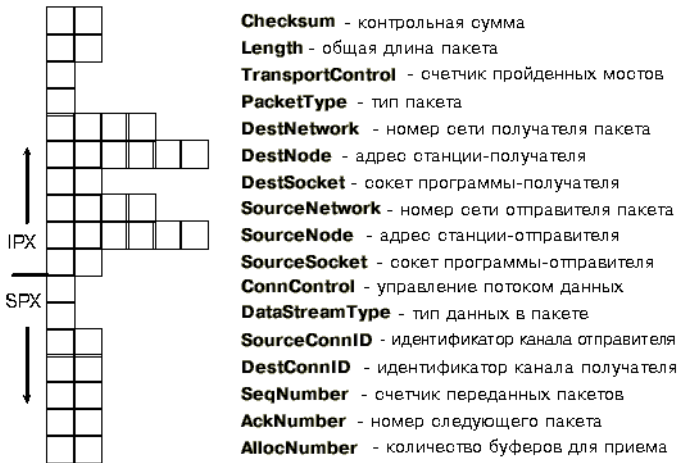 Checksum - контрольная сумма
Length - общая длина пакета
TransportControl - счетчик пройденных мостов
PacketType - тип пакета
DestNetwork - номер сети получателя пакета
DestNode - адрес станции-получателя
DestSocket - сокет программы-получателя
SourceNetwork - номер сети отправителя пакета
SourceNode - адрес станции-отправителя
IPX
SourceSocket - сокет программы-отправителя
ConnControl - управление потоком данных
SPX
DataStreamType - тип данных в пакете
SourceConnID - идентификатор канала отправителя
DestConnID - идентификатор канала получателя
SeqNumber - счетчик переданных пакетов
AckNumber - номер следующего пакета
AllocNumber - количество буферов для приема